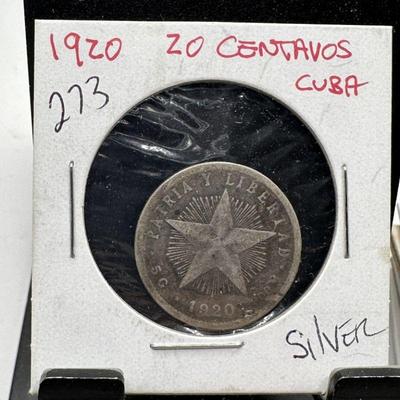 1920 20 CENTAVOS
CUBA
273
PATRIA Y LIBERTAD
5G.
1920
SilvER